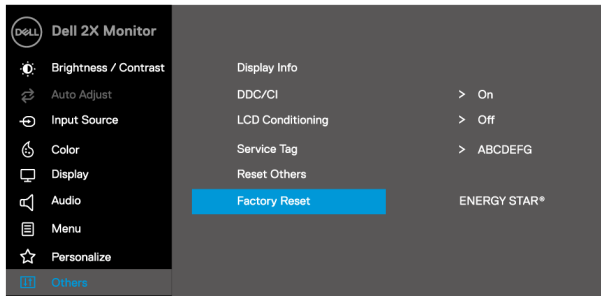 DELL Dell 2X Monitor
Brightness / Contrast
Auto Adjust
Input Source
Color
Display
Audio
Menu
Personalize
Others
Display Info
DDC/CI > On
LCD Conditioning > Off
Service Tag > ABCDEFG
Reset Others
Factory Reset ENERGY STAR®